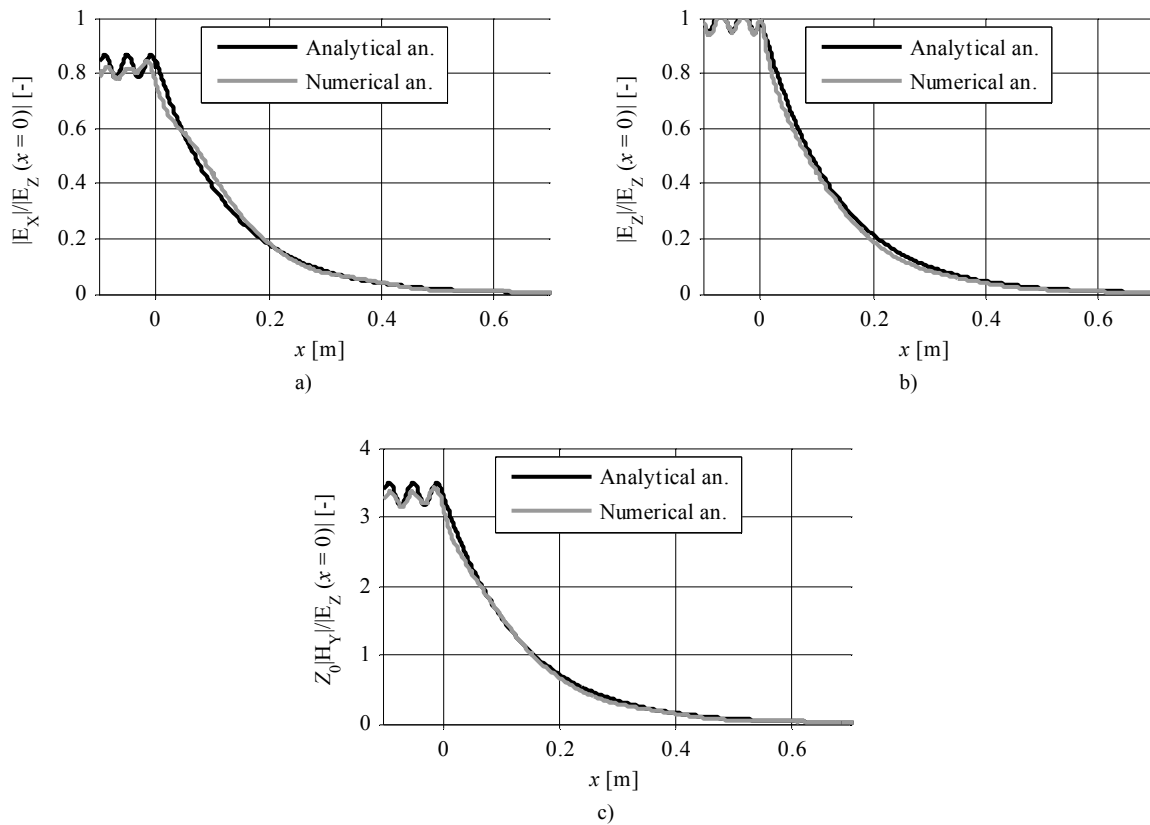 1
0.8
0.6
0.4
0.2
0
|E_X|/|E_Z (x = 0)| [-]
Analytical an.
Numerical an.
0 0.2 0.4 0.6
x [m]
a)
1
0.8
0.6
0.4
0.2
0
|E_Z|/|E_Z (x = 0)| [-]
Analytical an.
Numerical an.
0 0.2 0.4 0.6
x [m]
b)
4
3
2
1
0
Z_0|H_Y|/|E_Z (x = 0)| [-]
Analytical an.
Numerical an.
0 0.2 0.4 0.6
x [m]
c)